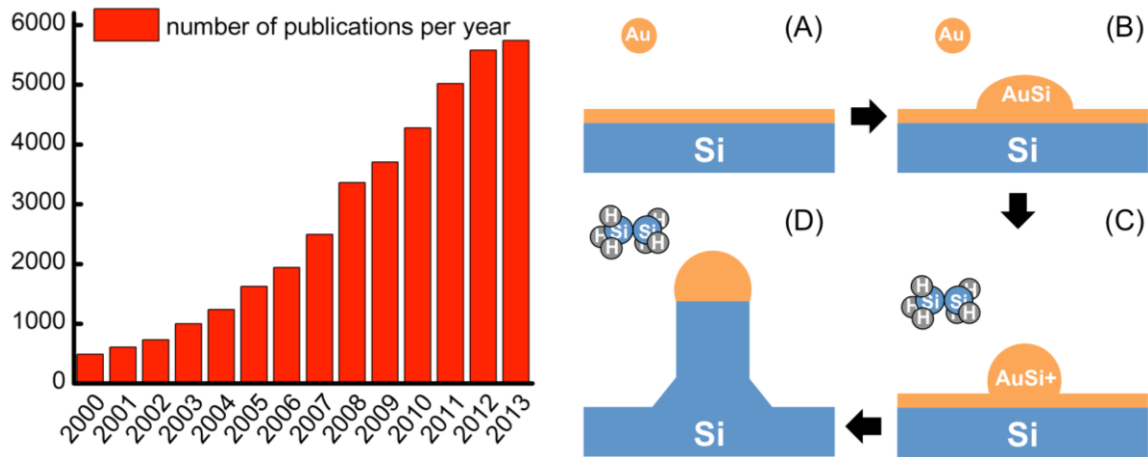 number of publications per year
6000
5000
4000
3000
2000
1000
0
2000
2001
2002
2003
2004
2005
2006
2007
2008
2009
2010
2011
2012
2013
Au
(A)
Si
Au
(B)
AuSi
Si
H
H
Si
Si
H
H
H
H
(D)
Si
(C)
H
H
Si
Si
H
H
H
H
AuSi+
Si